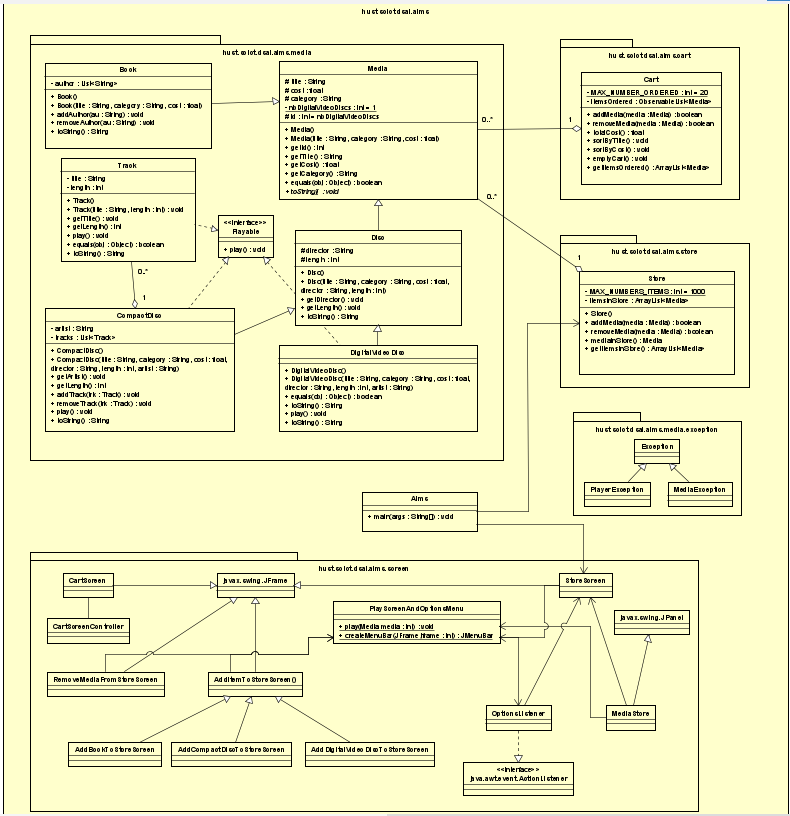 hust.soict.dsai.aims
hust.soict.dsai.aims.media
Book
- author : List<String>
+ Book()
+ Book(title : String, category : String, cost : float)
+ addAuthor(au : String) : void
+ removeAuthor(au : String) : void
+ toString() : String
Media
# title : String
# cost : float
# category : String
- nbDigitalVideoDiscs : int = 1
# id : int = nbDigitalVideoDiscs
+ Media()
+ Media(title : String, category : String, cost : float)
+ getId() : int
+ getTitle() : String
+ getCost() : float
+ getCategory() : String
+ equals(obj : Object) : boolean
+ toString() : void
0..*
1
0..*
1
hust.soict.dsai.aims.cart
Cart
- MAX_NUMBER_ORDERED : int = 20
- itemsOrdered : ObservableList<Media>
+ addMedia(media : Media) : boolean
+ removeMedia(media : Media) : boolean
+ totalCost() : float
+ sortByTitle() : void
+ sortByCost() : void
+ emptyCart() : void
+ getItemsOrdered() : ArrayList<Media>
Track
- title : String
- length : int
+ Track()
+ Track(title : String, length : int) : void
+ getTitle() : void
+ getLength() : int
+ play() : void
+ equals(obj : Object) : boolean
+ toString() : String
0..*
1
<<interface>>
Playable
+ play() : void
Disc
# director : String
# length : int
+ Disc()
+ Disc(title : String, category : String, cost : float,
director : String, length : int)
+ getDirector() : void
+ getLength() : void
+ toString() : String
hust.soict.dsai.aims.store
Store
- MAX_NUMBERS_ITEMS : int = 1000
- itemsInStore : ArrayList<Media>
+ Store()
+ addMedia(media : Media) : boolean
+ removeMedia(media : Media) : boolean
+ mediaInStore() : Media
+ getItemsInStore() : ArrayList<Media>
CompactDisc
- artist : String
- tracks : List<Track>
+ CompactDisc()
+ CompactDisc(title : String, category : String, cost : float,
director : String, length : int, artist : String)
+ getArtist() : void
+ getLength() : int
+ addTrack(trk : Track) : void
+ removeTrack(trk : Track) : void
+ play() : void
+ toString() : String
DigitalVideoDisc
+ DigitalVideoDisc()
+ DigitalVideoDisc(title : String, category : String, cost : float,
director : String, length : int, artist : String)
+ equals(obj : Object) : boolean
+ toString() : String
+ play() : void
+ toString() : String
hust.soict.dsai.aims.media.exception
Exception
PlayerException
MediaException
Aims
+ main(args : String[]) : void
hust.soict.dsai.aims.screen
CartScreen
javax.swing.JFrame
StoreScreen
CartScreenController
PlayScreenAndOptionsMenu
+ play(Media media : int) : void
+ createMenuBar(JFrame frame : int) : JMenuBar
javax.swing.JPanel
RemoveMediaFromStoreScreen
AddItemToStoreScreen()
OptionsListener
MediaStore
AddBookToStoreScreen
AddCompactDiscToStoreScreen
AddDigitalVideoDiscToStoreScreen
<<interface>>
java.awt.event.ActionListener